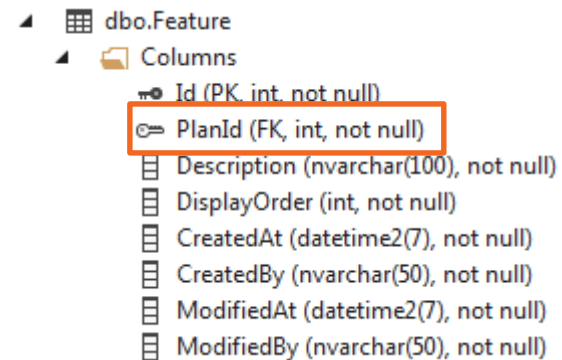 dbo.Feature
Columns
Id (PK, int, not null)
PlanId (FK, int, not null)
Description (nvarchar(100), not null)
DisplayOrder (int, not null)
CreatedAt (datetime2(7), not null)
CreatedBy (nvarchar(50), not null)
ModifiedAt (datetime2(7), not null)
ModifiedBy (nvarchar(50), not null)